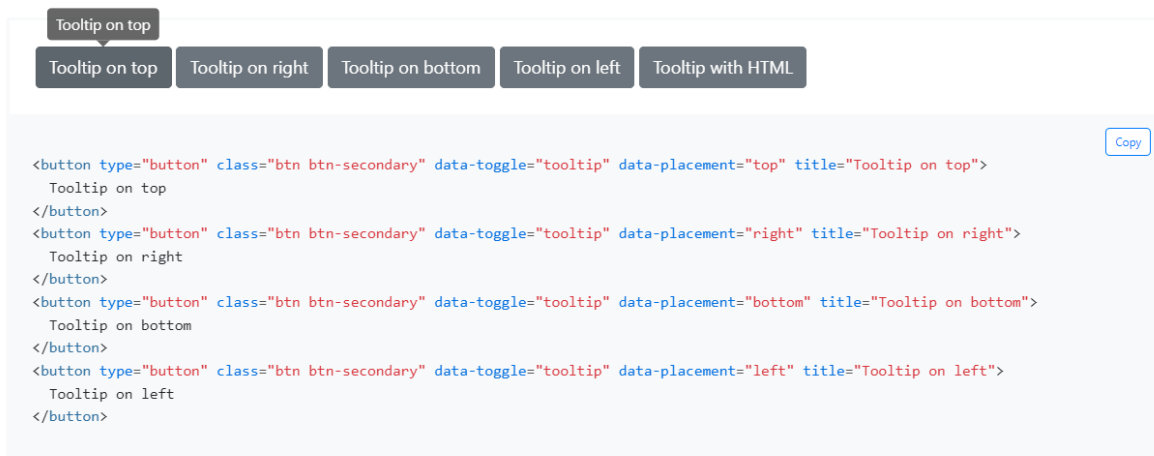 Tooltip on top
Tooltip on top Tooltip on right Tooltip on bottom Tooltip on left Tooltip with HTML
Copy
<button type="button" class="btn btn-secondary" data-toggle="tooltip" data-placement="top" title="Tooltip on top">
  Tooltip on top
</button>
<button type="button" class="btn btn-secondary" data-toggle="tooltip" data-placement="right" title="Tooltip on right">
  Tooltip on right
</button>
<button type="button" class="btn btn-secondary" data-toggle="tooltip" data-placement="bottom" title="Tooltip on bottom">
  Tooltip on bottom
</button>
<button type="button" class="btn btn-secondary" data-toggle="tooltip" data-placement="left" title="Tooltip on left">
  Tooltip on left
</button>